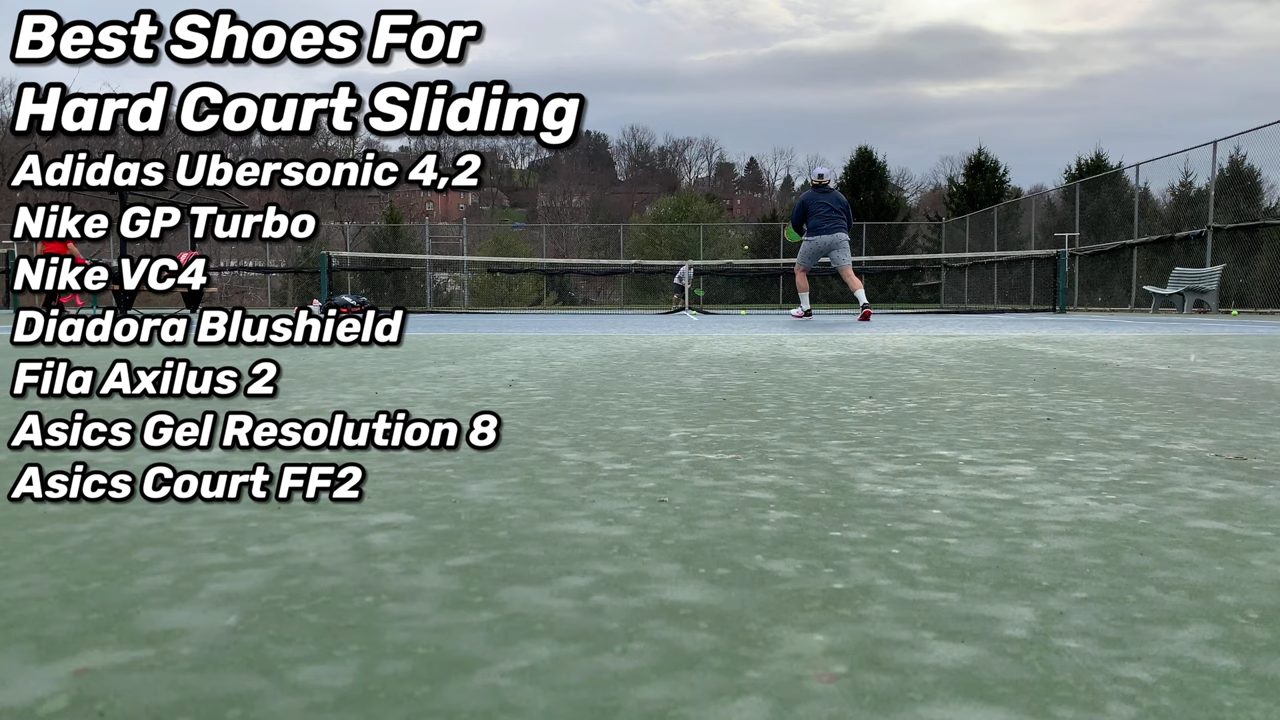 Best Shoes For
Hard Court Sliding
Adidas Ubersonic 4,2
Nike GP Turbo
Nike VC4
Diadora Blushield
Fila Axilus 2
Asics Gel Resolution 8
Asics Court FF2